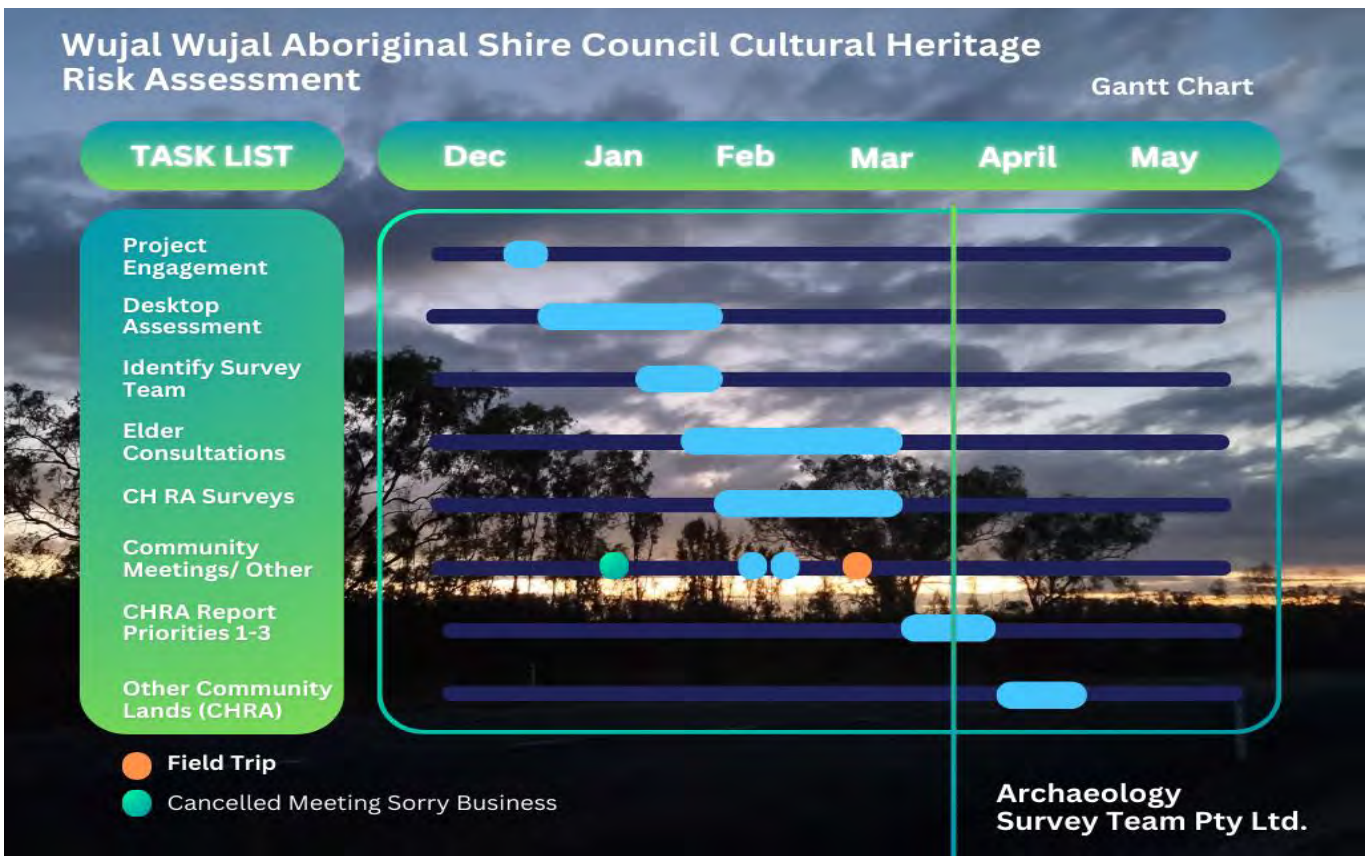 Wujal Wujal Aboriginal Shire Council Cultural Heritage
Risk Assessment
Gantt Chart
TASK LIST
Dec Jan Feb Mar April May
Project
Engagement
Desktop
Assessment
Identify Survey
Team
Elder
Consultations
CH RA Surveys
Community
Meetings/ Other
CHRA Report
Priorities 1-3
Other Community
Lands (CHRA)
Field Trip
Cancelled Meeting Sorry Business
Archaeology
Survey Team Pty Ltd.